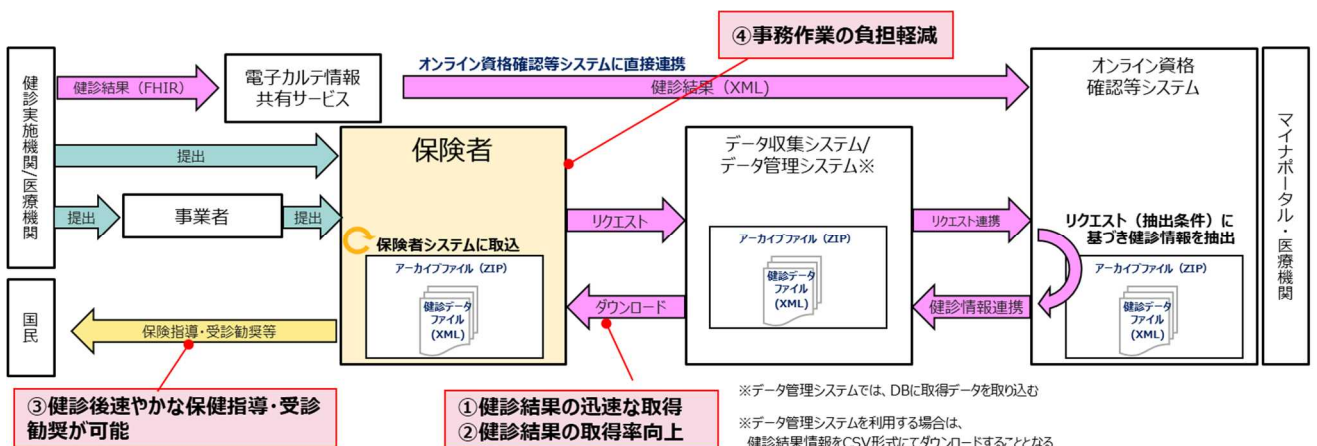 ④事務作業の負担軽減
健診実施機関/医療機関
健診結果（FHIR）
電子カルテ情報
共有サービス
オンライン資格確認等システムに直接連携
健診結果（XML）
オンライン資格
確認等システム
マイナポータル・医療機関
提出
保険者
データ収集システム/
データ管理システム※
提出
事業者
提出
リクエスト
リクエスト連携
リクエスト（抽出条件）に
基づき健診情報を抽出
保険者システムに取込
アーカイブファイル（ZIP）
健診データ
ファイル
(XML)
アーカイブファイル（ZIP）
健診データ
ファイル
(XML)
アーカイブファイル（ZIP）
健診データ
ファイル
(XML)
ダウンロード
健診情報連携
国民
保険指導・受診勧奨等
③健診後速やかな保健指導・受診
勧奨が可能
①健診結果の迅速な取得
②健診結果の取得率向上
※データ管理システムでは、DBに取得データを取り込む
※データ管理システムを利用する場合は、
健診結果情報をCSV形式にてダウンロードすることとなる